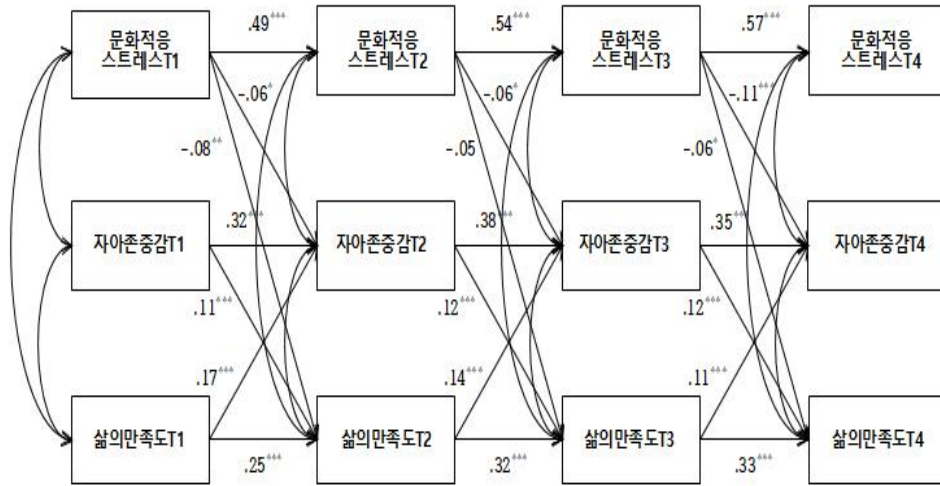 .49***
.54***
.57***
문화적응
스트레스T1
문화적응
스트레스T2
문화적응
스트레스T3
문화적응
스트레스T4
-.06*
-.06*
-.11***
-.08**
-.05
-.06*
.32***
.38***
.35***
자아존중감T1
자아존중감T2
자아존중감T3
자아존중감T4
.11***
.12***
.12***
.17***
.14***
.11***
삶의만족도T1
삶의만족도T2
삶의만족도T3
삶의만족도T4
.25***
.32***
.33***